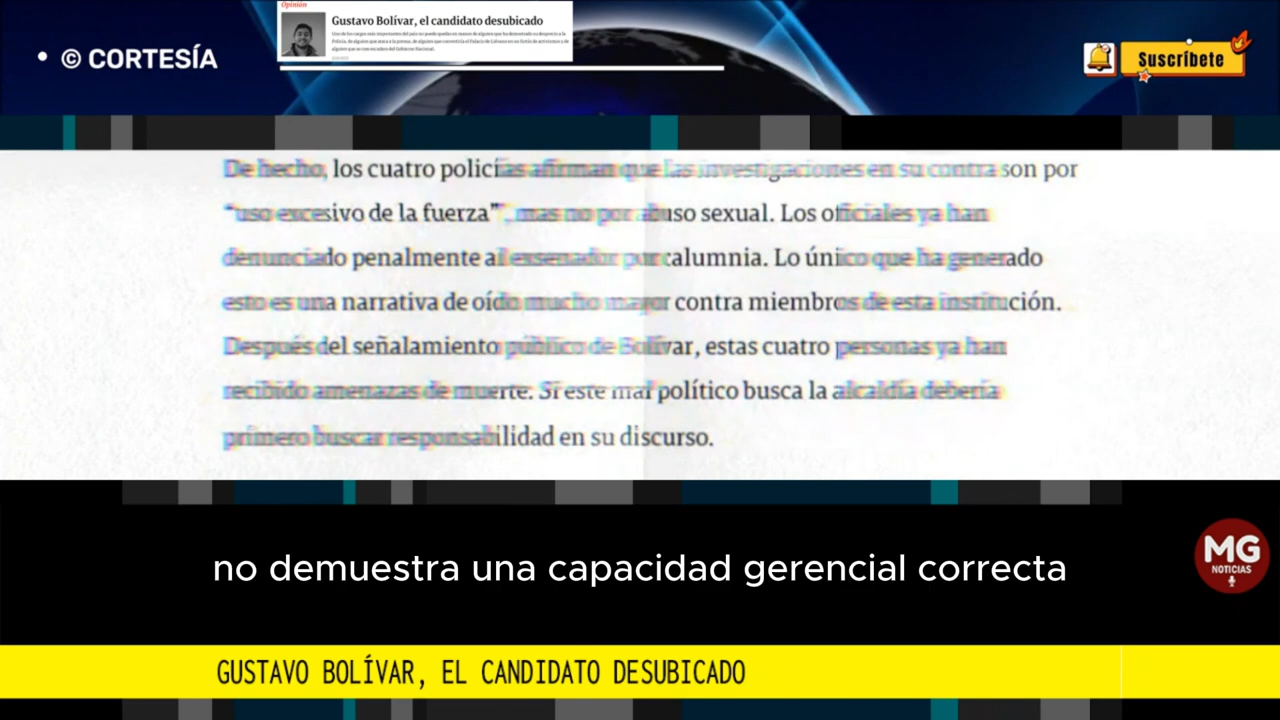 Opinión
Gustavo Bolívar, el candidato desubicado
• © CORTESÍA
Suscríbete
De hecho, los cuatro policías afirman que las investigaciones en su contra son por
“uso excesivo de la fuerza”, mas no por abuso sexual. Los oficiales ya han
denunciado penalmente al exsenador por calumnia. Lo único que ha generado
esto es una narrativa de oído mucho mayor contra miembros de esta institución.
Después del señalamiento público de Bolívar, estas cuatro personas ya han
recibido amenazas de muerte. Si este mal político busca la alcaldía debería
primero buscar responsabilidad en su discurso.
no demuestra una capacidad gerencial correcta
MG
NOTICIAS
GUSTAVO BOLÍVAR, EL CANDIDATO DESUBICADO